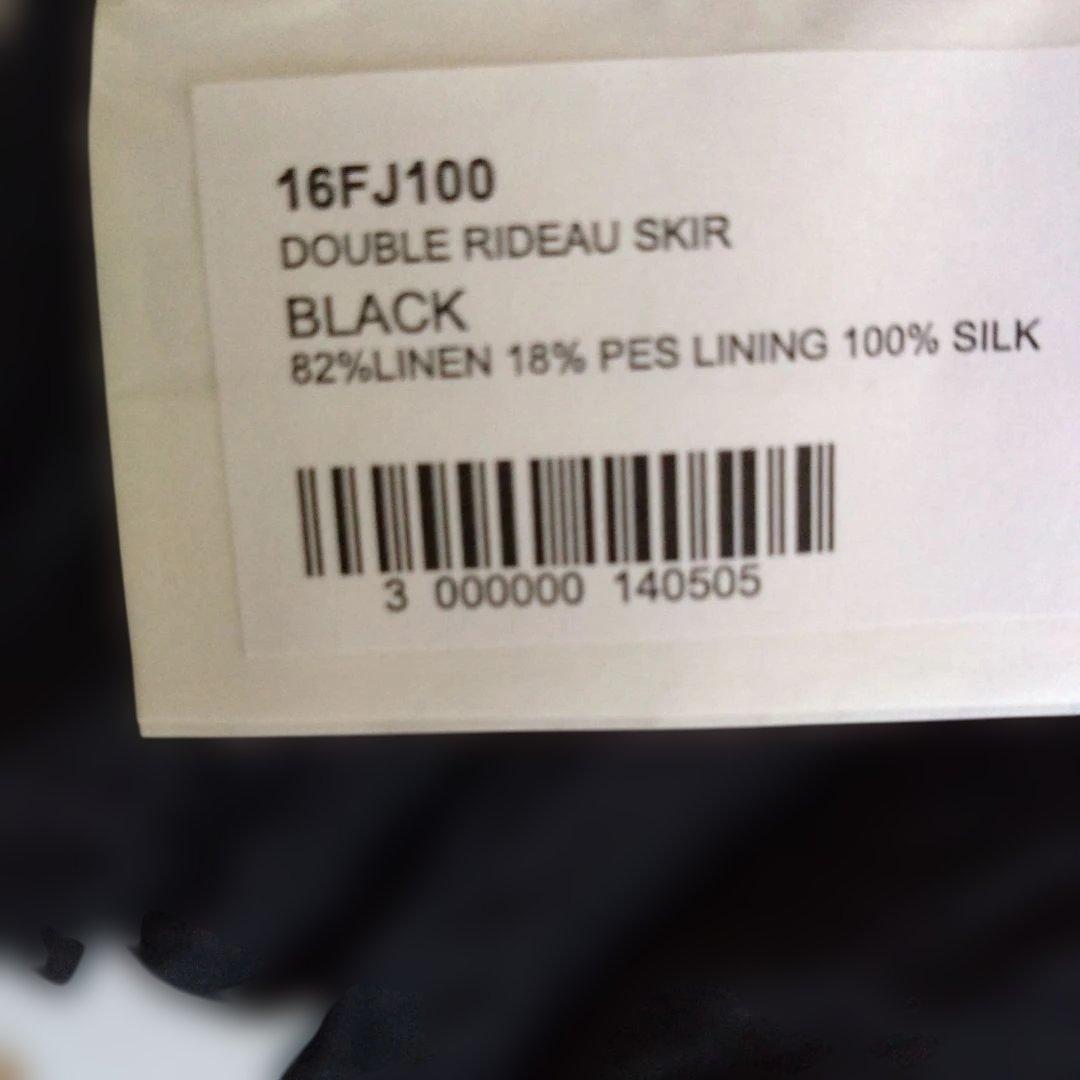 16FJ100
DOUBLE RIDEAU SKIR
BLACK
82%LINEN 18% PES LINING 100% SILK
3 000000 140505